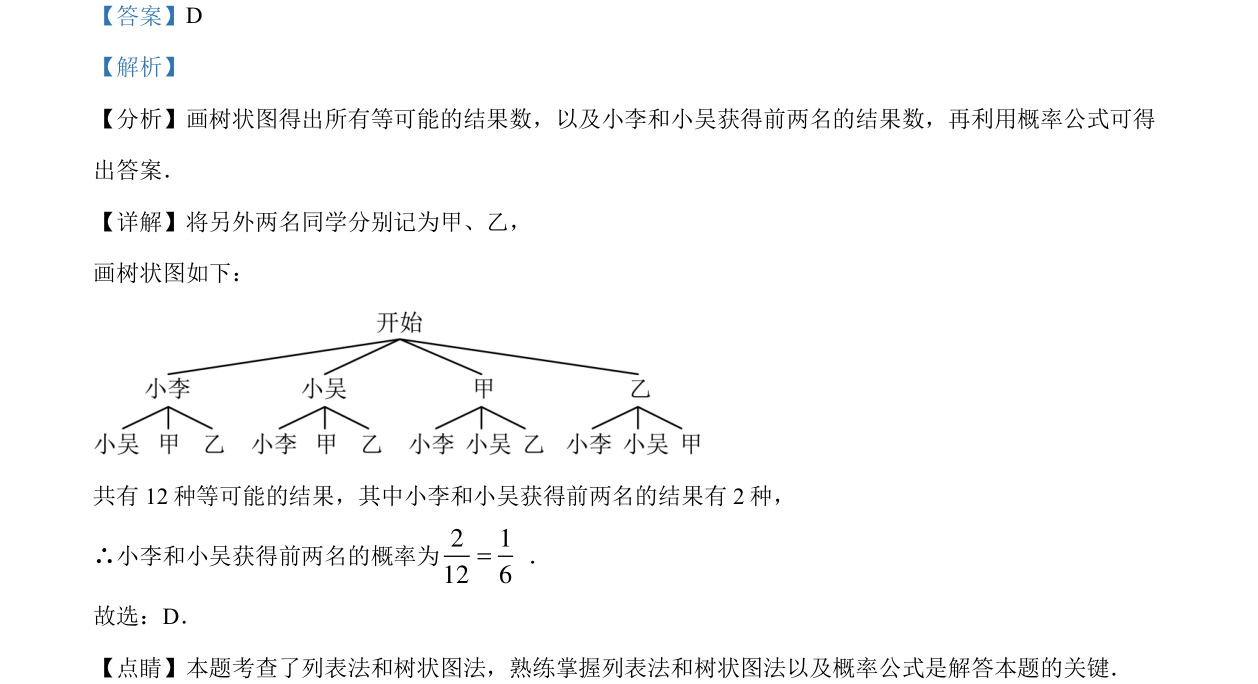 【答案】D
【解析】
【分析】画树状图得出所有等可能的结果数，以及小李和小吴获得前两名的结果数，再利用概率公式可得
出答案．
【详解】将另外两名同学分别记为甲、乙，
画树状图如下：
开始
小李 小吴 甲 乙
小吴 甲 乙 小李 甲 乙 小李 小吴 乙 小李 小吴 甲
共有 12 种等可能的结果，其中小李和小吴获得前两名的结果有 2 种，
∴小李和小吴获得前两名的概率为 2/12 = 1/6 ．
故选：D．
【点睛】本题考查了列表法和树状图法，熟练掌握列表法和树状图法以及概率公式是解答本题的关键．